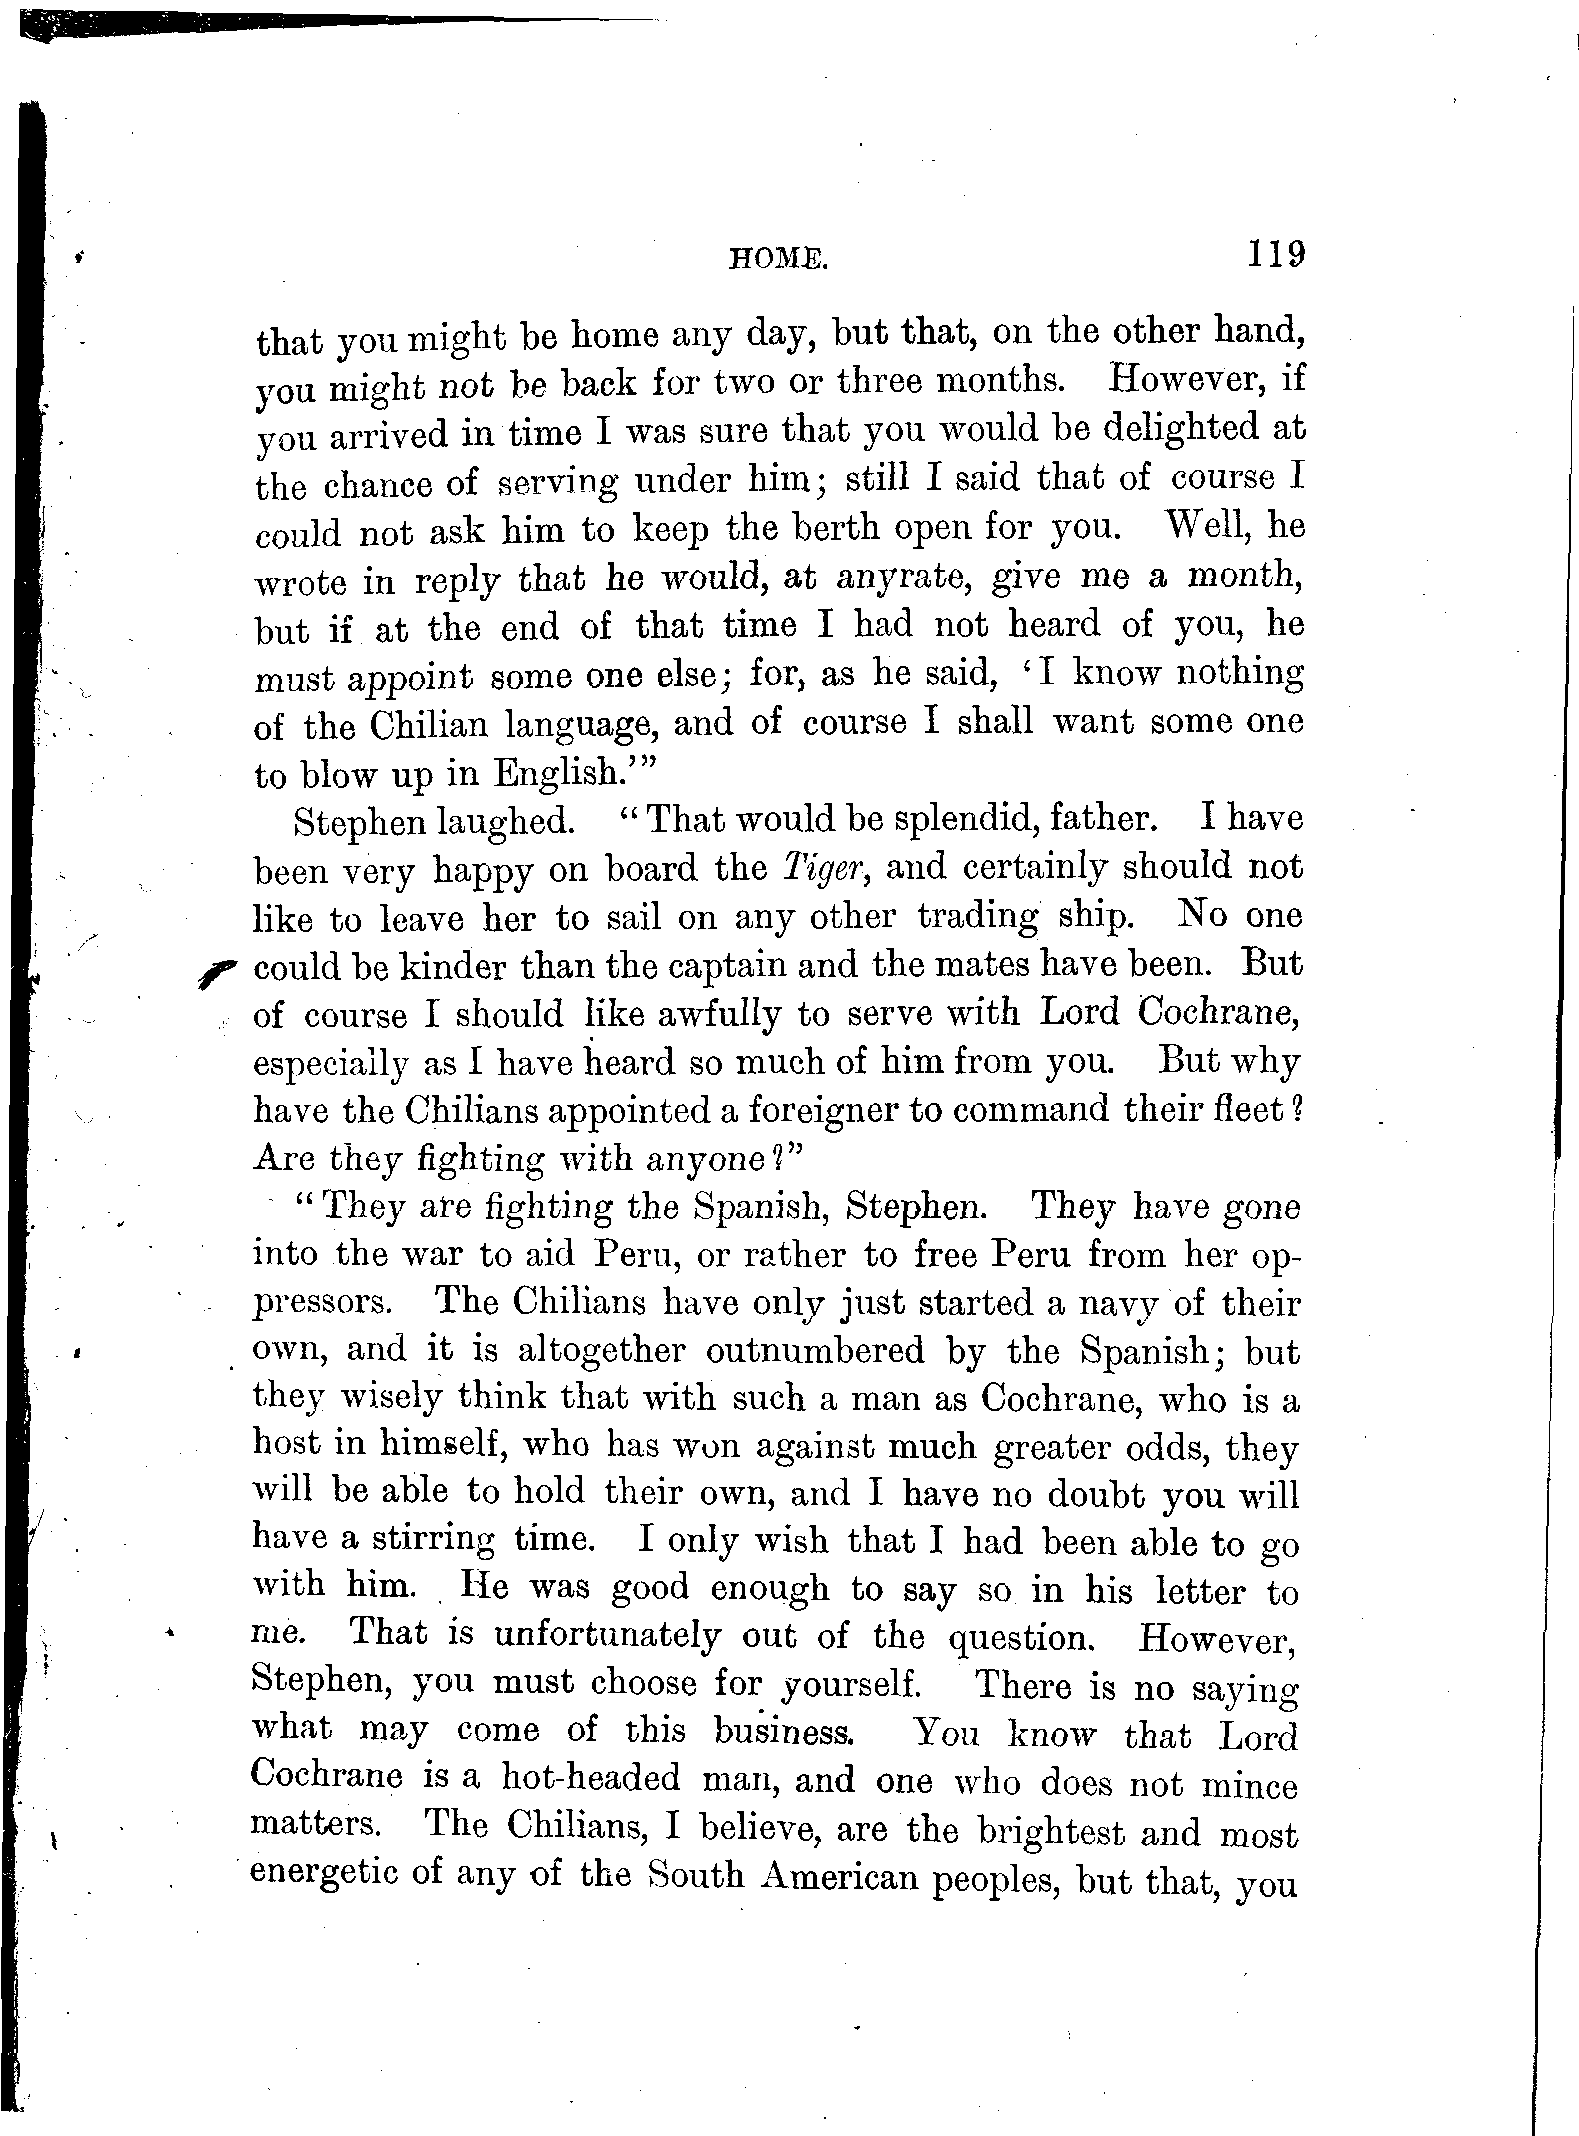 HOME. 119
that you might be home any day, but that, on the other hand,
you might not be back for two or three months. However, if
you arrived in time I was sure that you would be delighted at
the chance of serving under him; still I said that of course I
could not ask him to keep the berth open for you. Well, he
wrote in reply that he would, at anyrate, give me a month,
but if at the end of that time I had not heard of you, he
must appoint some one else; for, as he said, ‘I know nothing
of the Chilian language, and of course I shall want some one
to blow up in English.’”
Stephen laughed. “That would be splendid, father. I have
been very happy on board the Tiger, and certainly should not
like to leave her to sail on any other trading ship. No one
could be kinder than the captain and the mates have been. But
of course I should like awfully to serve with Lord Cochrane,
especially as I have heard so much of him from you. But why
have the Chilians appointed a foreigner to command their fleet?
Are they fighting with anyone?”
“They are fighting the Spanish, Stephen. They have gone
into the war to aid Peru, or rather to free Peru from her op-
pressors. The Chilians have only just started a navy of their
own, and it is altogether outnumbered by the Spanish; but
they wisely think that with such a man as Cochrane, who is a
host in himself, who has won against much greater odds, they
will be able to hold their own, and I have no doubt you will
have a stirring time. I only wish that I had been able to go
with him. He was good enough to say so in his letter to
me. That is unfortunately out of the question. However,
Stephen, you must choose for yourself. There is no saying
what may come of this business. You know that Lord
Cochrane is a hot-headed man, and one who does not mince
matters. The Chilians, I believe, are the brightest and most
energetic of any of the South American peoples, but that, you